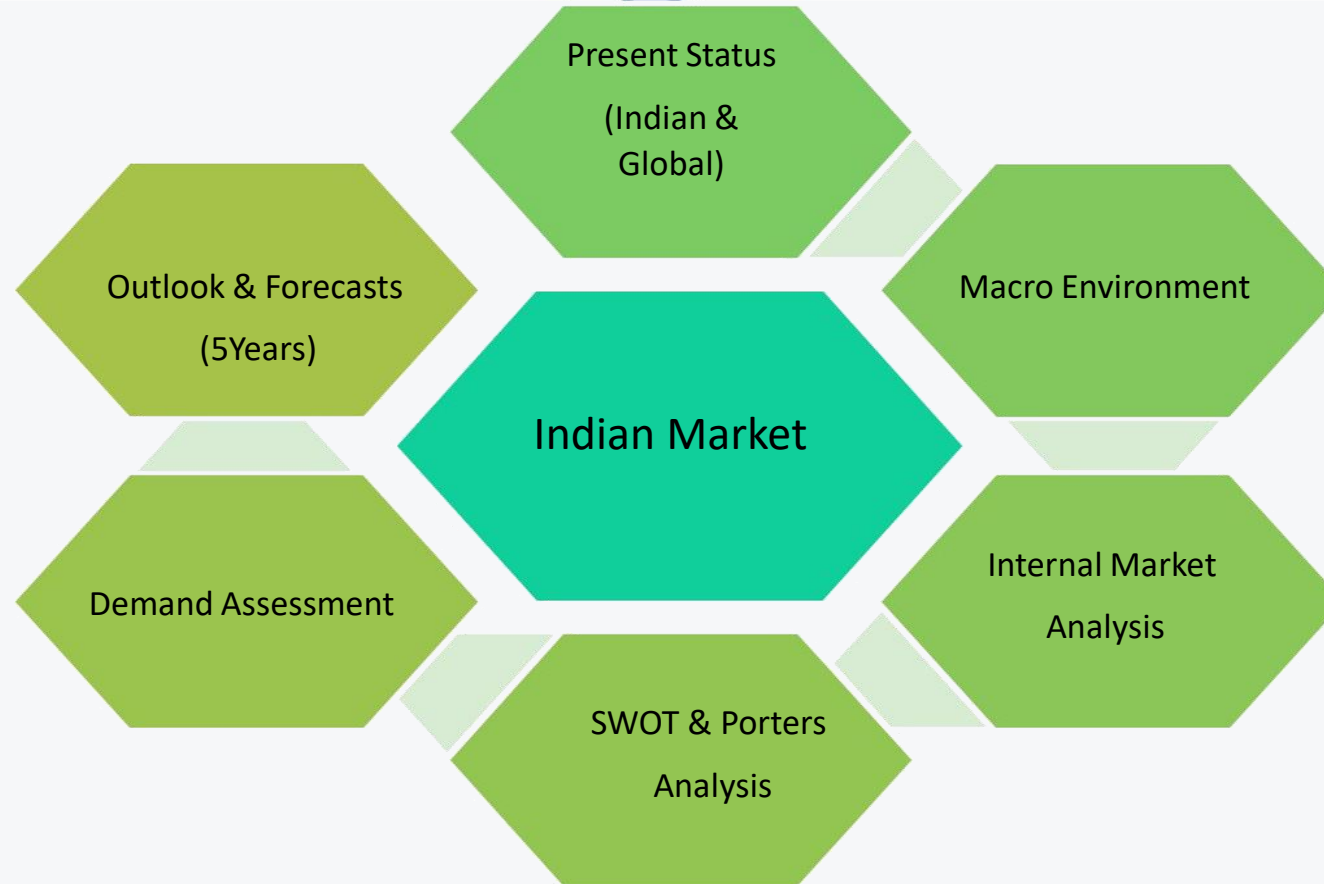 Present Status
(Indian &
Global)
Macro Environment
Internal Market
Analysis
SWOT & Porters
Analysis
Demand Assessment
Outlook & Forecasts
(5Years)
Indian Market